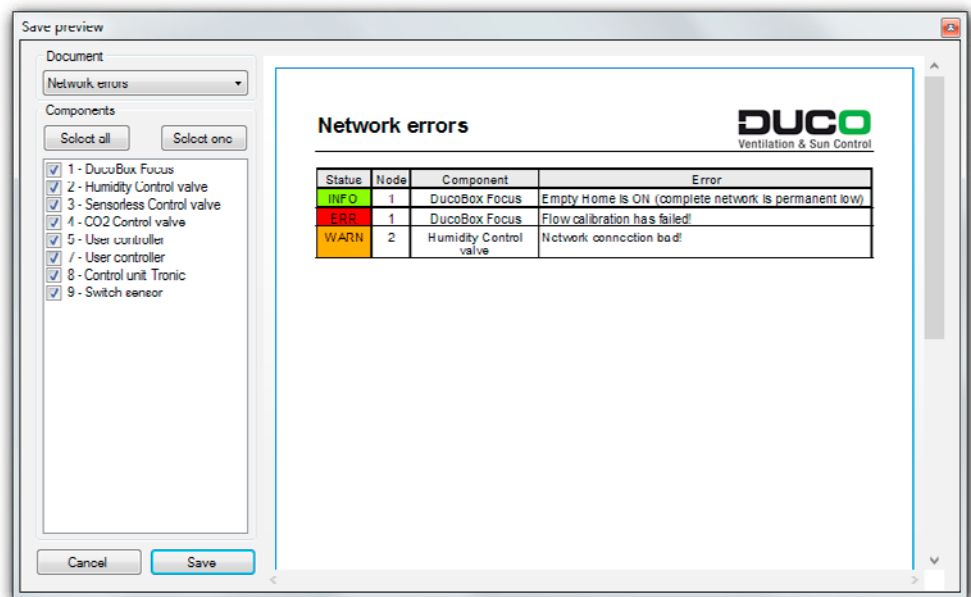 Save preview
Document
Network errors
Components
Select all
Select one
1 - DucoBox Focus
2 - Humidity Control valve
3 - Sensorless Control valve
4 - CO2 Control valve
5 - User controller
7 - User controller
8 - Control unit Tronic
9 - Switch sensor
Cancel
Save
Network errors
DUCO
Ventilation & Sun Control
Status Node Component Error
INFO 1 DucoBox Focus Empty Home is ON (complete network is permanent low)
ERR 1 DucoBox Focus Flow calibration has failed!
WARN 2 Humidity Control valve Network connection bad!